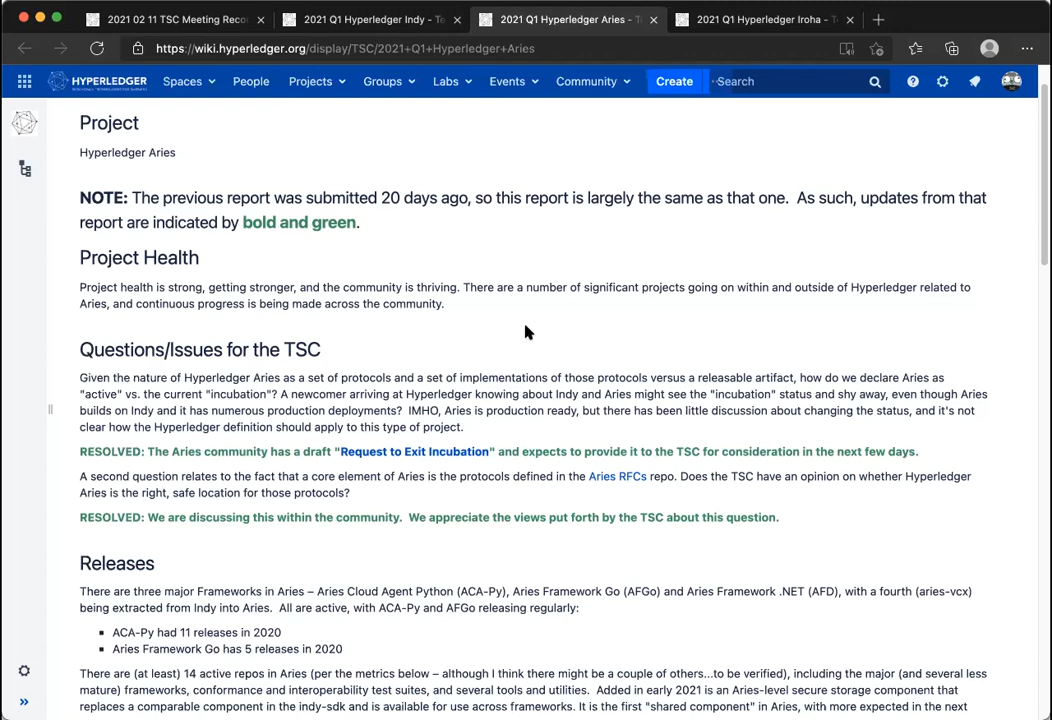 2021 02 11 TSC Meeting Reco
2021 Q1 Hyperledger Indy - Te
2021 Q1 Hyperledger Aries - T
2021 Q1 Hyperledger Iroha - T
https://wiki.hyperledger.org/display/TSC/2021+Q1+Hyperledger+Aries
HYPERLEDGER Spaces People Projects Groups Labs Events Community Create Search
Project
Hyperledger Aries
NOTE: The previous report was submitted 20 days ago, so this report is largely the same as that one. As such, updates from that
report are indicated by bold and green.
Project Health
Project health is strong, getting stronger, and the community is thriving. There are a number of significant projects going on within and outside of Hyperledger related to
Aries, and continuous progress is being made across the community.
Questions/Issues for the TSC
Given the nature of Hyperledger Aries as a set of protocols and a set of implementations of those protocols versus a releasable artifact, how do we declare Aries as
"active" vs. the current "incubation"? A newcomer arriving at Hyperledger knowing about Indy and Aries might see the "incubation" status and shy away, even though Aries
builds on Indy and it has numerous production deployments? IMHO, Aries is production ready, but there has been little discussion about changing the status, and it's not
clear how the Hyperledger definition should apply to this type of project.
RESOLVED: The Aries community has a draft "Request to Exit Incubation" and expects to provide it to the TSC for consideration in the next few days.
A second question relates to the fact that a core element of Aries is the protocols defined in the Aries RFCs repo. Does the TSC have an opinion on whether Hyperledger
Aries is the right, safe location for those protocols?
RESOLVED: We are discussing this within the community. We appreciate the views put forth by the TSC about this question.
Releases
There are three major Frameworks in Aries – Aries Cloud Agent Python (ACA-Py), Aries Framework Go (AFGo) and Aries Framework .NET (AFD), with a fourth (aries-vcx)
being extracted from Indy into Aries. All are active, with ACA-Py and AFGo releasing regularly:
▪ ACA-Py had 11 releases in 2020
▪ Aries Framework Go has 5 releases in 2020
There are (at least) 14 active repos in Aries (per the metrics below – although I think there might be a couple of others...to be verified), including the major (and several less
mature) frameworks, conformance and interoperability test suites, and several tools and utilities. Added in early 2021 is an Aries-level secure storage component that
replaces a comparable component in the indy-sdk and is available for use across frameworks. It is the first "shared component" in Aries, with more expected in the next